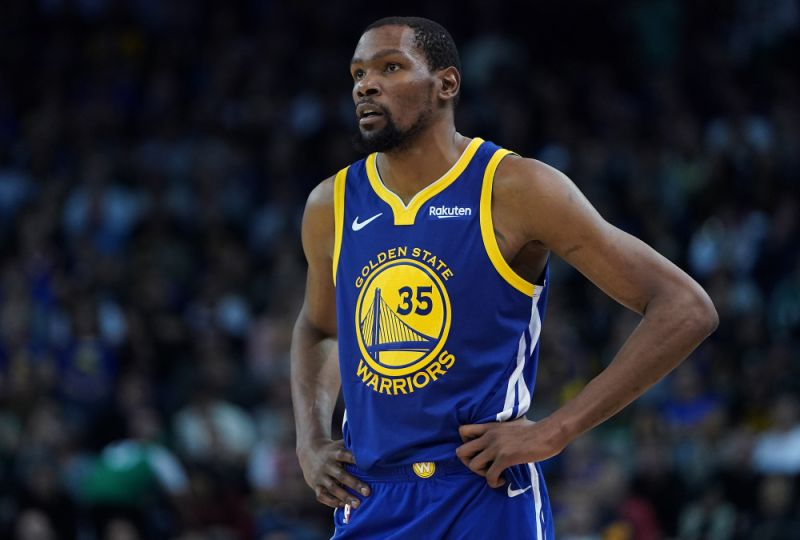 Rakuten
GOLDEN STATE
35
WARRIORS
W